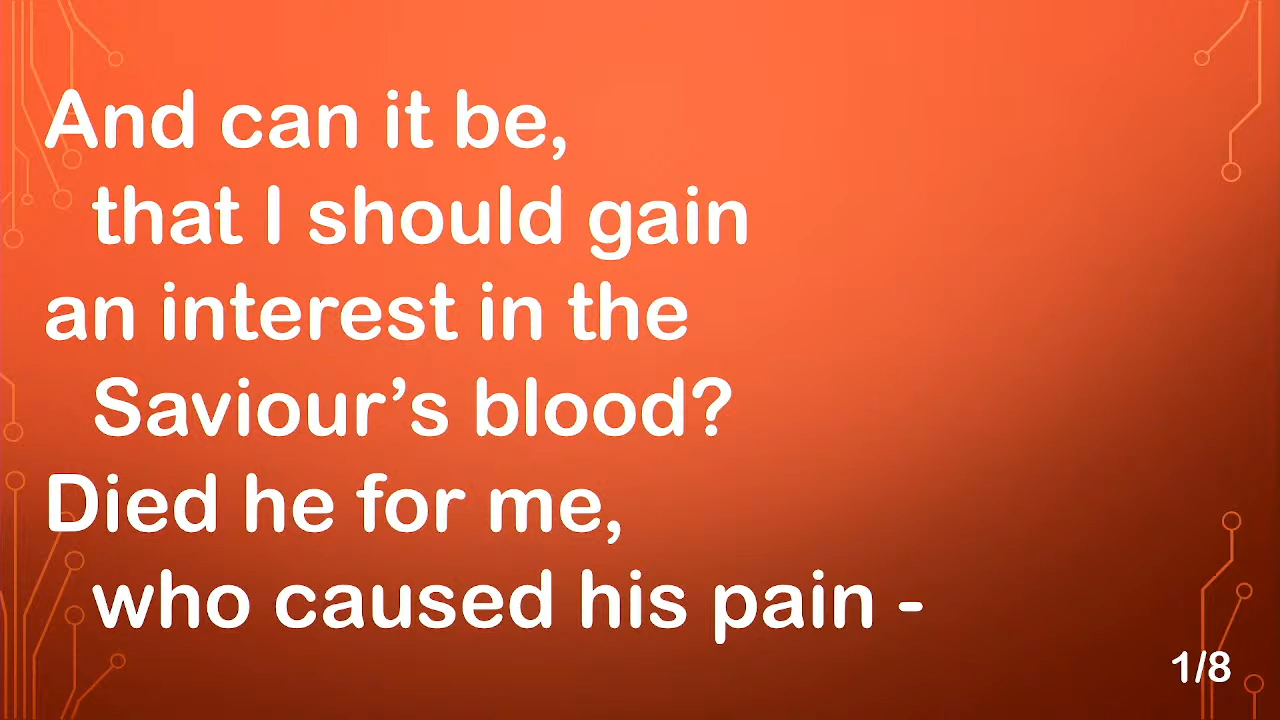 And can it be,
that I should gain
an interest in the
Saviour’s blood?
Died he for me,
who caused his pain -
1/8